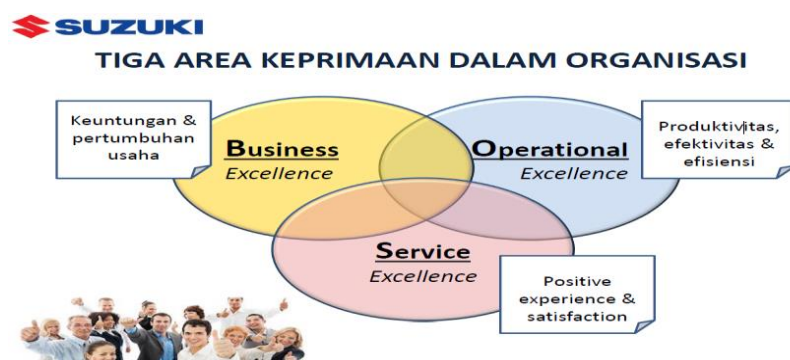 SUZUKI
TIGA AREA KEPRIMAAN DALAM ORGANISASI
Keuntungan &
pertumbuhan
usaha
Business
Excellence
Operational
Excellence
Produktivitas,
efektivitas &
efisiensi
Service
Excellence
Positive
experience &
satisfaction